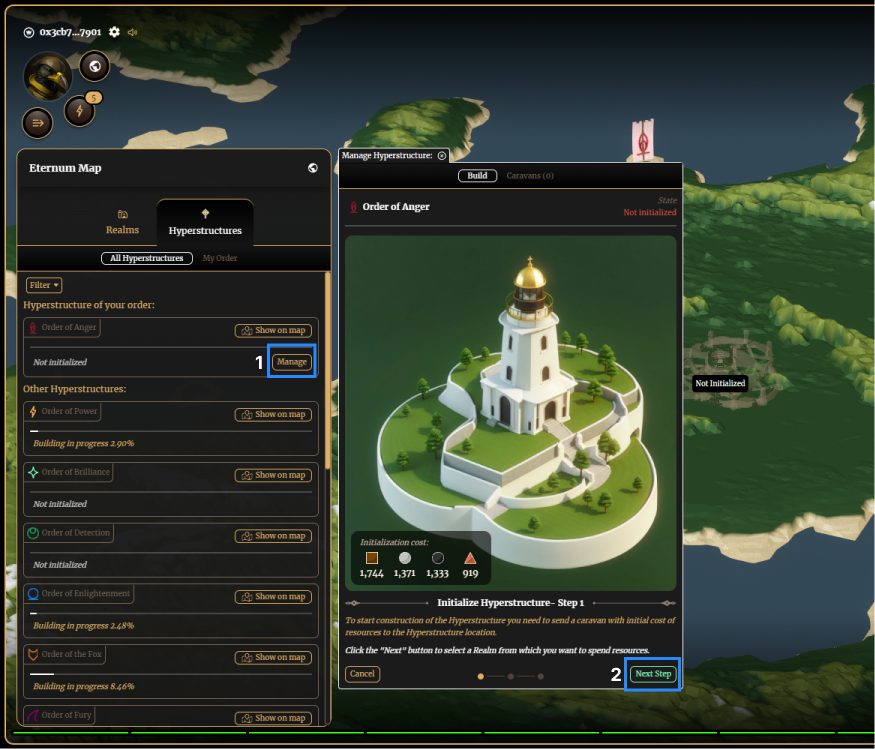 0x3cb7...7901
5
Eternum Map
Realms
Hyperstructures
All Hyperstructures My Order
Filter
Hyperstructure of your order:
Order of Anger Show on map
Not initialized 1 Manage
Other Hyperstructures:
Order of Power Show on map
Building in progress 2.90%
Order of Brilliance Show on map
Not initialized
Order of Detection Show on map
Not initialized
Order of Enlightenment Show on map
Building in progress 2.48%
Order of the Fox Show on map
Building in progress 8.46%
Order of Fury Show on map
Manage Hyperstructure:
Build Caravans (0)
Order of Anger
State
Not initialized
Initialization cost:
1,744 1,371 1,333 919
Initialize Hyperstructure- Step 1
To start construction of the Hyperstructure you need to send a caravan with initial cost of
resources to the Hyperstructure location.
Click the "Next" button to select a Realm from which you want to spend resources.
Cancel 2 Next Step
Not Initialized